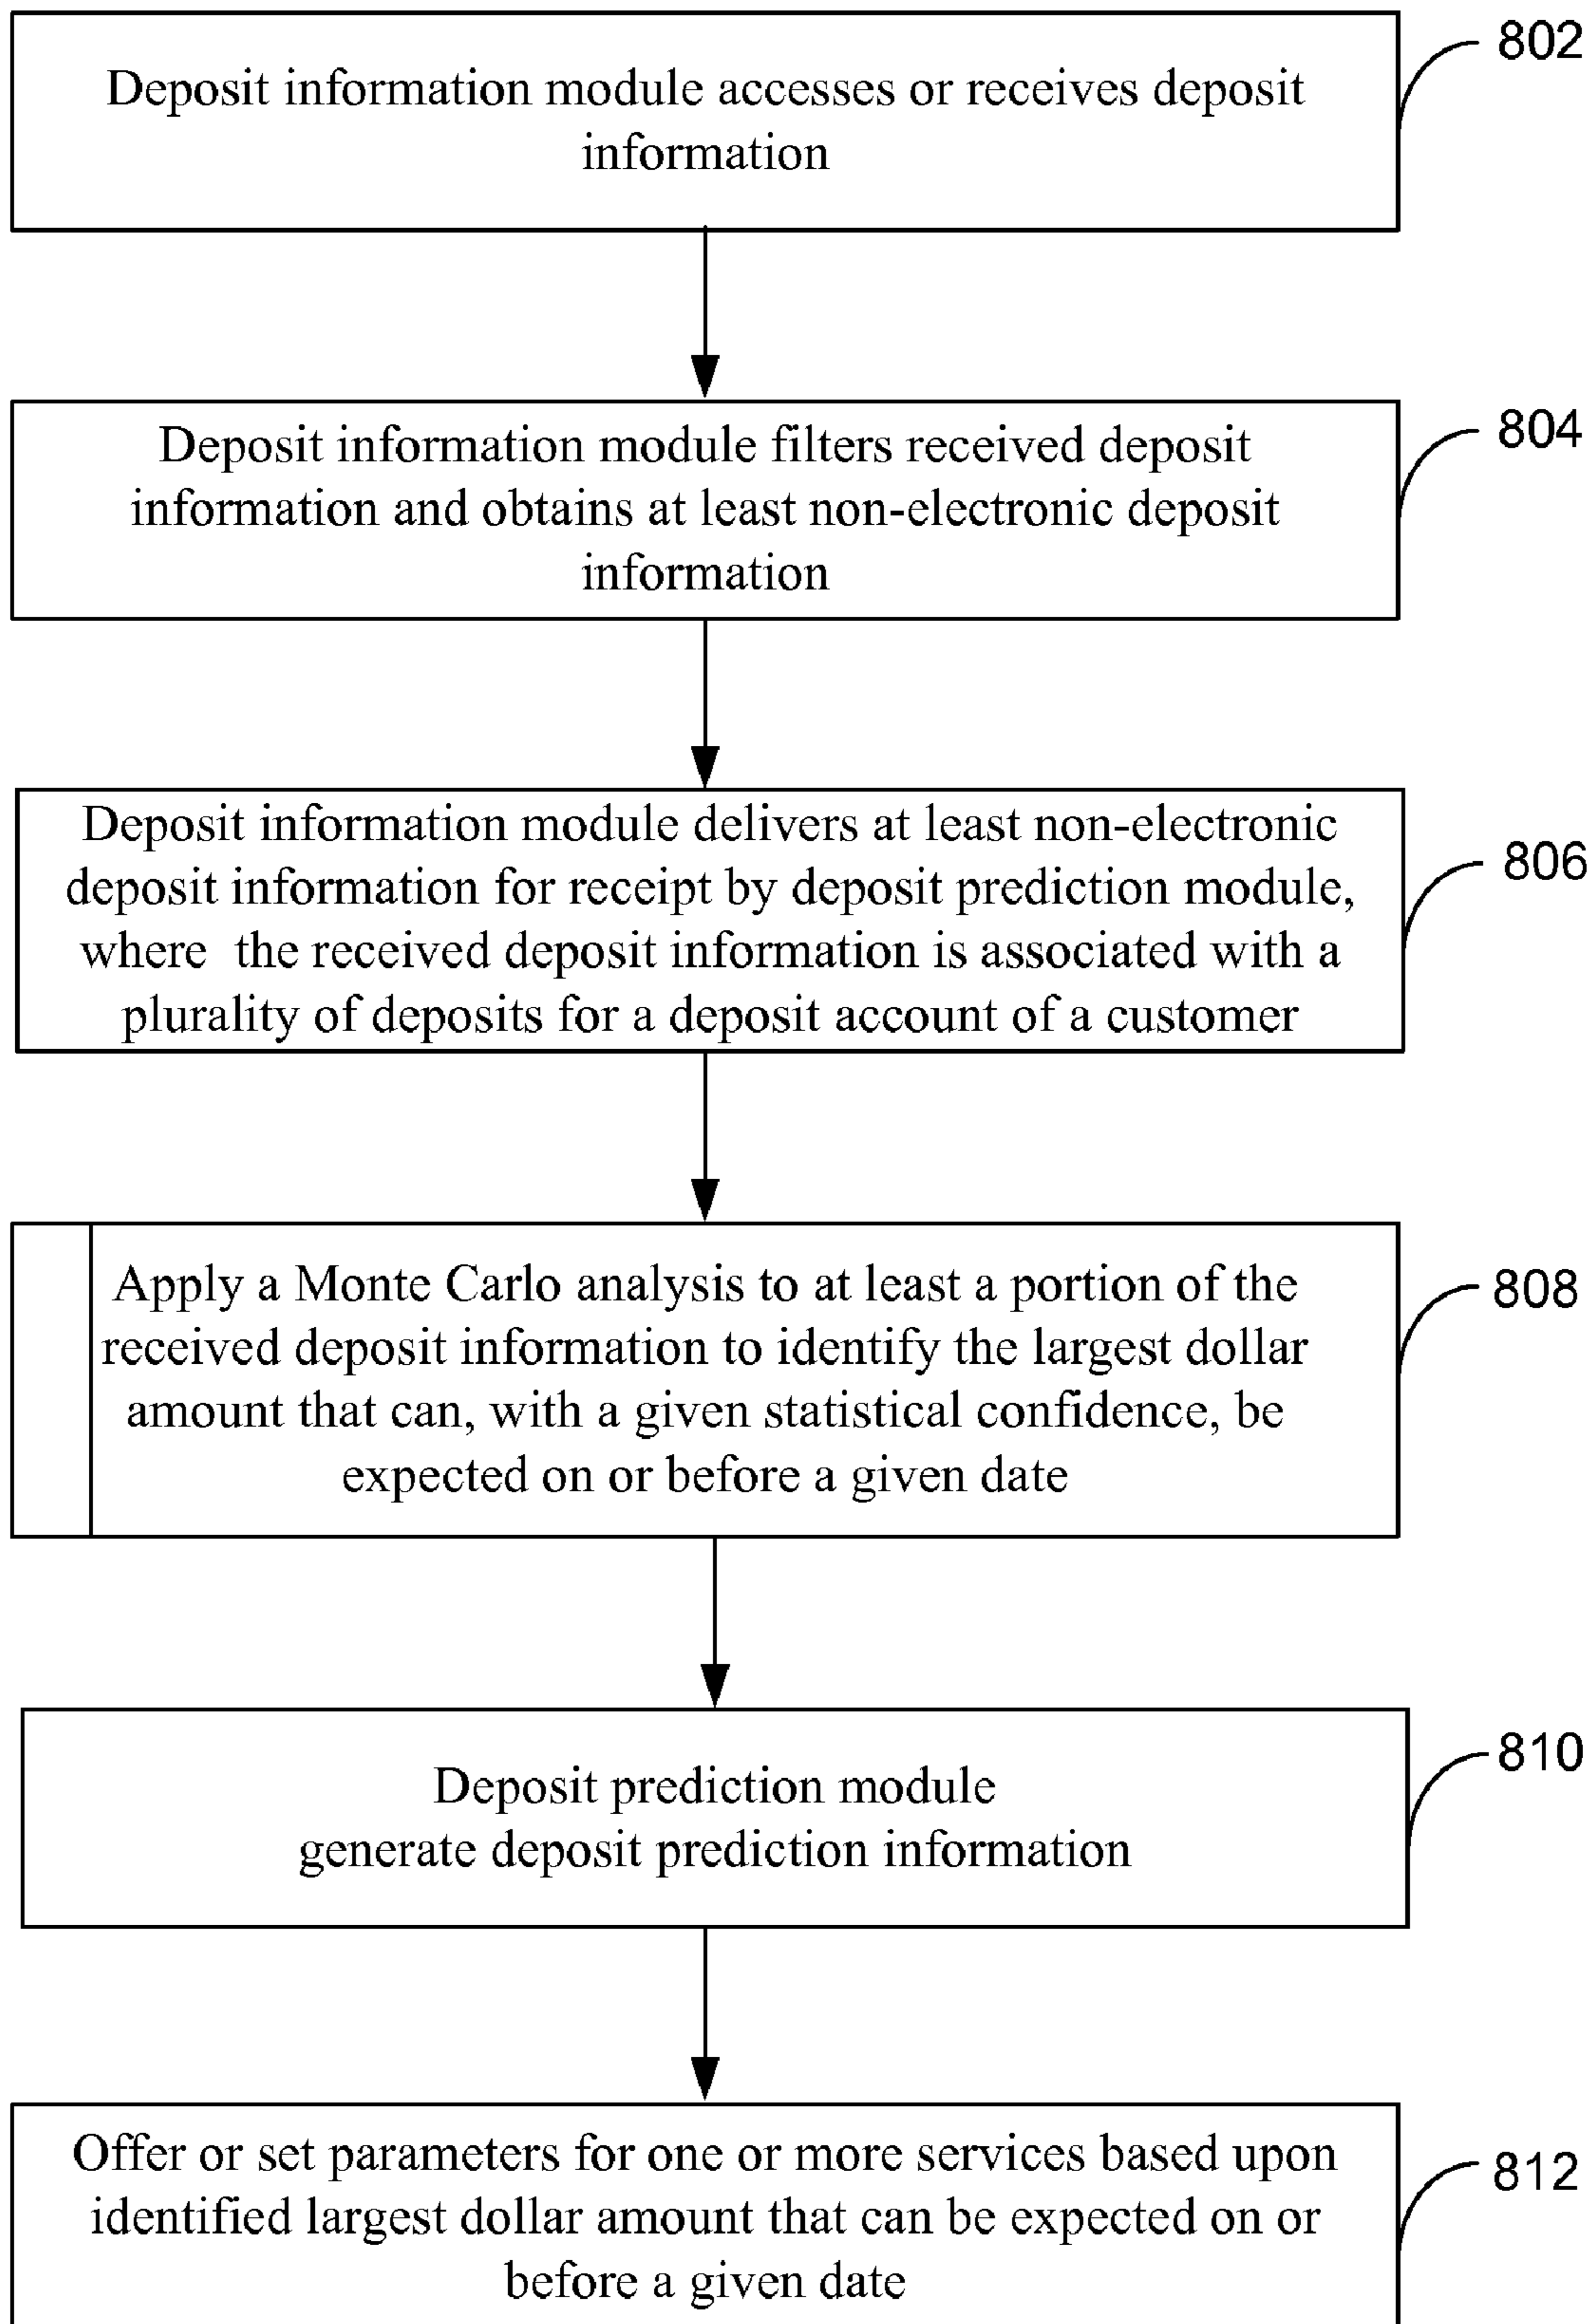 802
Deposit information module accesses or receives deposit
information
804
Deposit information module filters received deposit
information and obtains at least non-electronic deposit
information
806
Deposit information module delivers at least non-electronic
deposit information for receipt by deposit prediction module,
where the received deposit information is associated with a
plurality of deposits for a deposit account of a customer
808
Apply a Monte Carlo analysis to at least a portion of the
received deposit information to identify the largest dollar
amount that can, with a given statistical confidence, be
expected on or before a given date
810
Deposit prediction module
generate deposit prediction information
812
Offer or set parameters for one or more services based upon
identified largest dollar amount that can be expected on or
before a given date